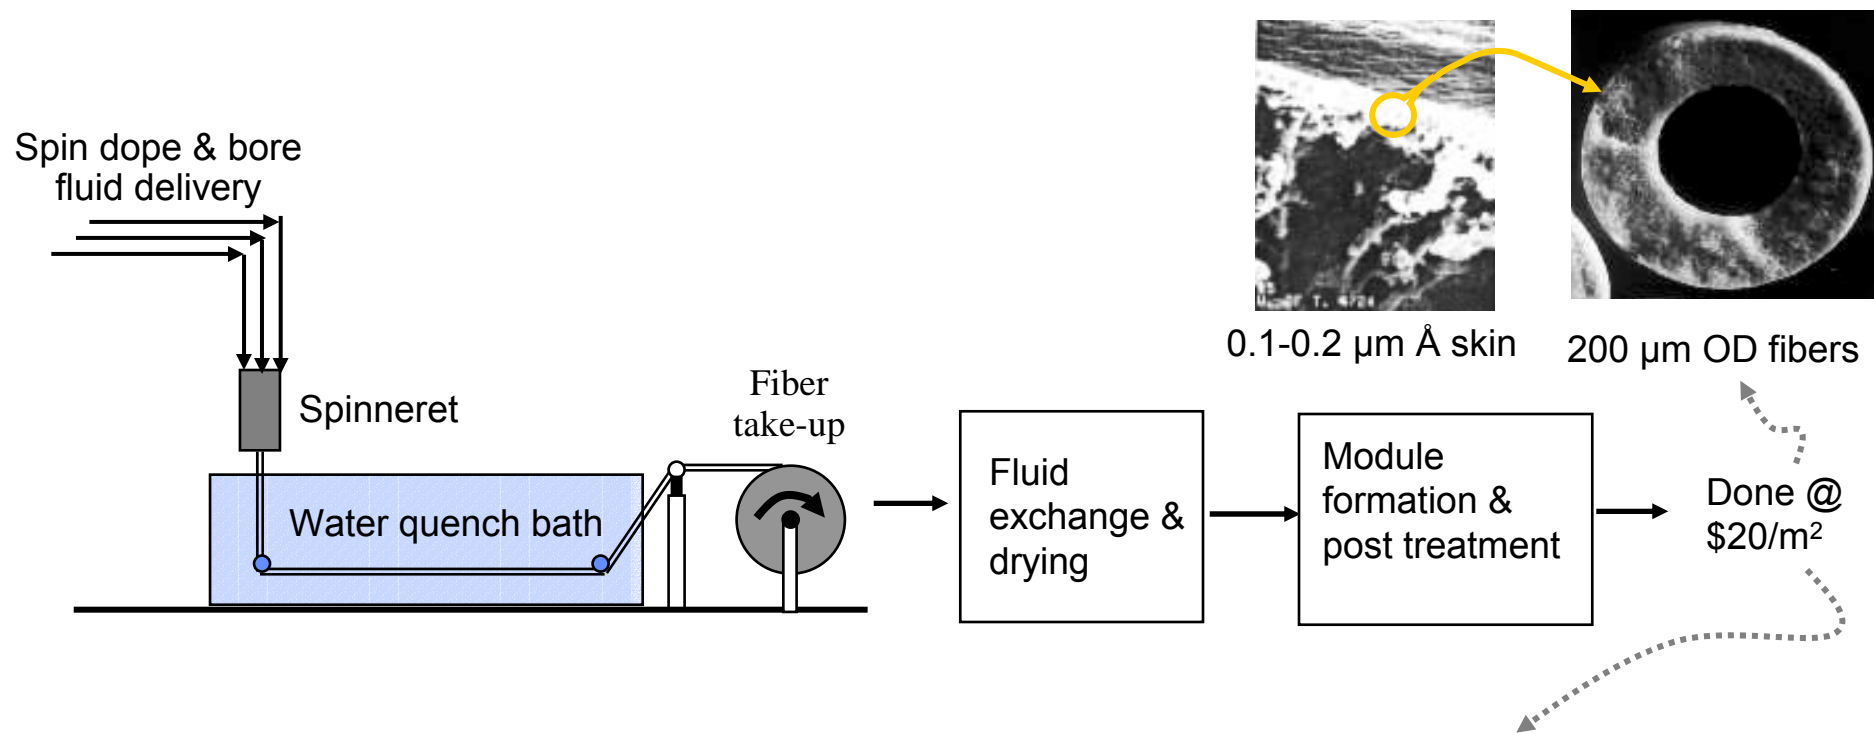 Spin dope & bore
fluid delivery
Spinneret
Water quench bath
Fiber
take-up
Fluid
exchange &
drying
Module
formation &
post treatment
Done @
$20/m²
0.1-0.2 µm Å skin
200 µm OD fibers
OF T.